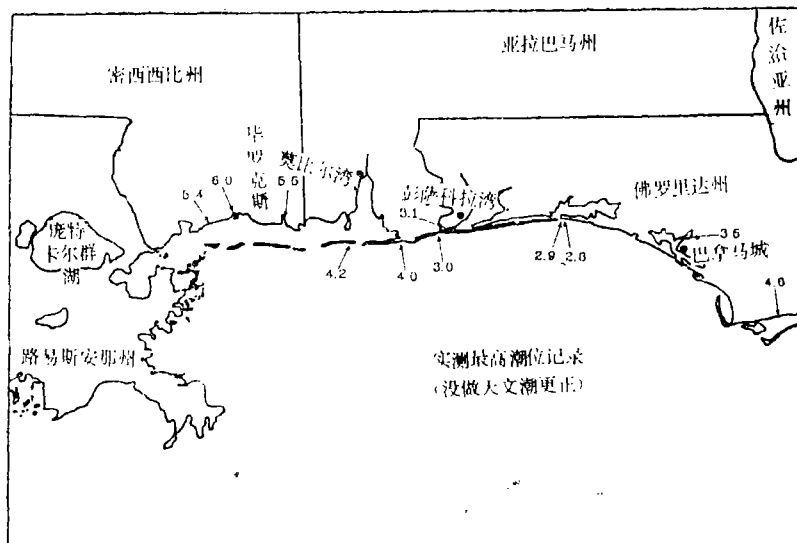 密西西比州
亚拉巴马州
佐治亚州
毕罗克斯
莫比尔湾
彭萨科拉湾
佛罗里达州
5.4
6.0
5.5
3.1
3.6
巴拿马城
庞特
卡尔群
湖
4.2
4.0
3.0
2.9
2.8
4.6
路易斯安那州
实测最高潮位记录
(没做天文潮更正)